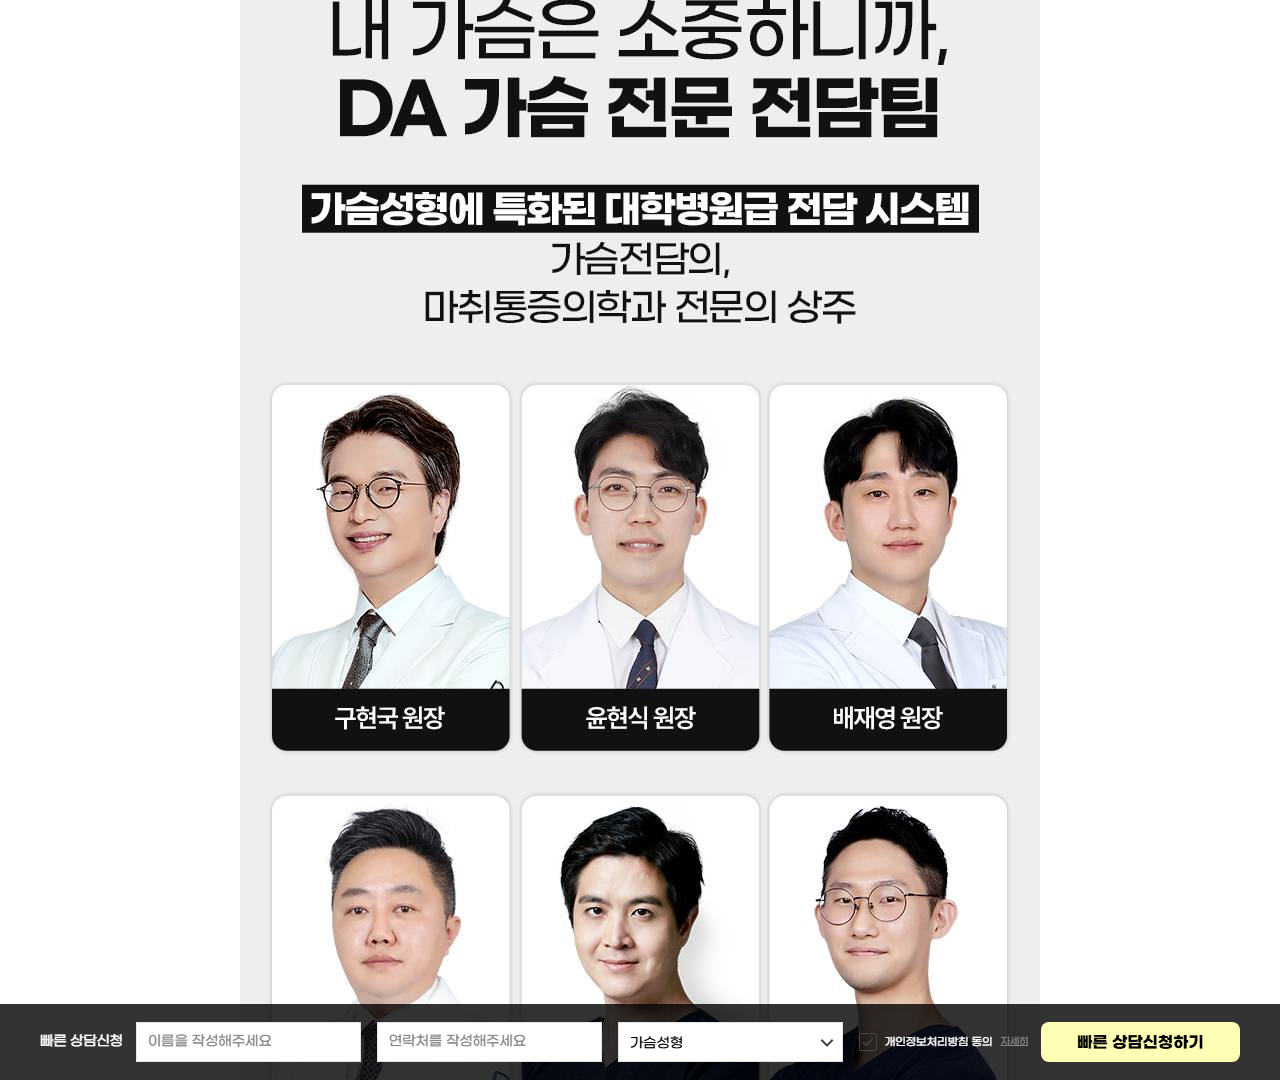 내 가슴은 소중하니까,
DA 가슴 전문 전담팀
가슴성형에 특화된 대학병원급 전담 시스템
가슴전담의,
마취통증의학과 전문의 상주
구현국 원장
윤현식 원장
배재영 원장
빠른 상담신청
이름을 작성해주세요
연락처를 작성해주세요
가슴성형
개인정보처리방침 동의
자세히
빠른 상담신청하기